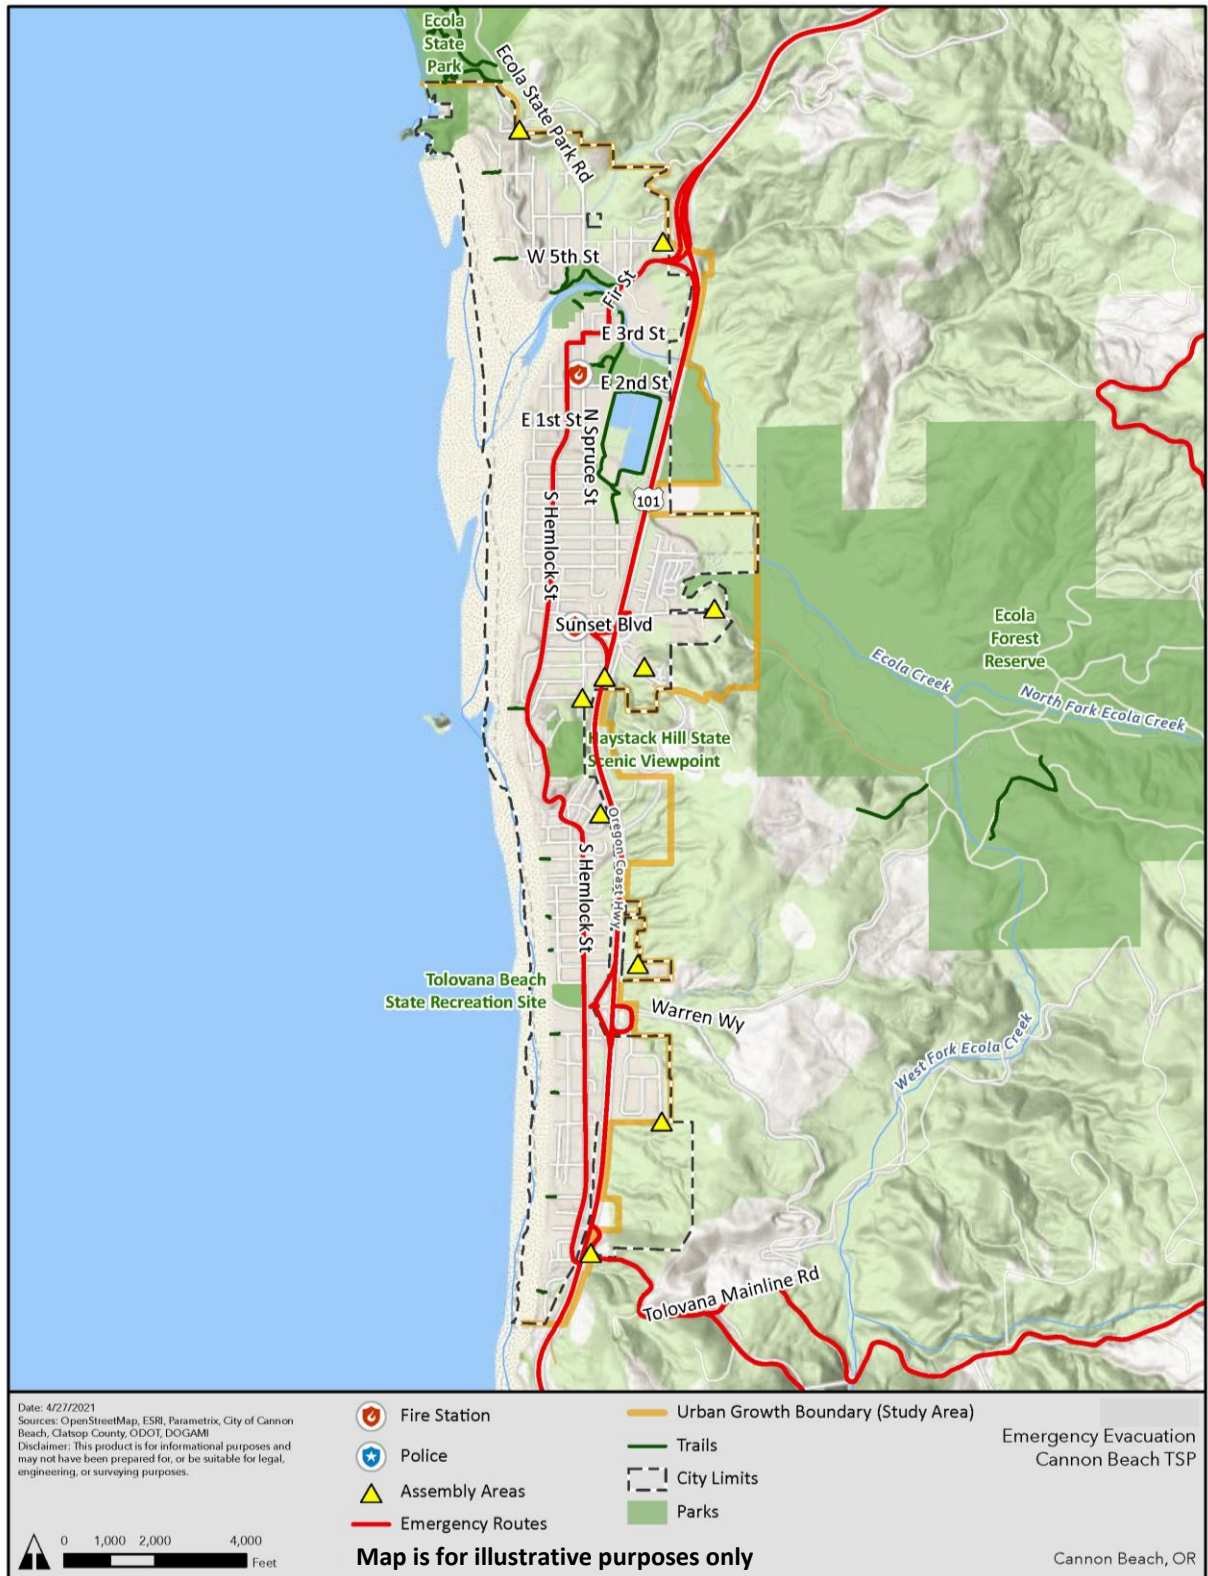 Ecola
State
Park
Ecola State Park Rd
W 5th St
Fir St
E 3rd St
E 2nd St
E 1st St
N Spruce St
101
S Hemlock St
Sunset Blvd
Ecola
Forest
Reserve
Ecola Creek
North Fork Ecola Creek
Haystack Hill State
Scenic Viewpoint
Oregon Coast Hwy
S Hemlock St
Tolovana Beach
State Recreation Site
Warren Wy
West Fork Ecola Creek
Tolovana Mainline Rd
Date: 4/27/2021
Sources: OpenStreetMap, ESRI, Parametrix, City of Cannon
Beach, Clatsop County, ODOT, DOGAMI
Disclaimer: This product is for informational purposes and
may not have been prepared for, or be suitable for legal,
engineering, or surveying purposes.
0 1,000 2,000 4,000
Feet
Fire Station
Police
Assembly Areas
Emergency Routes
Urban Growth Boundary (Study Area)
Trails
City Limits
Parks
Map is for illustrative purposes only
Emergency Evacuation
Cannon Beach TSP
Cannon Beach, OR